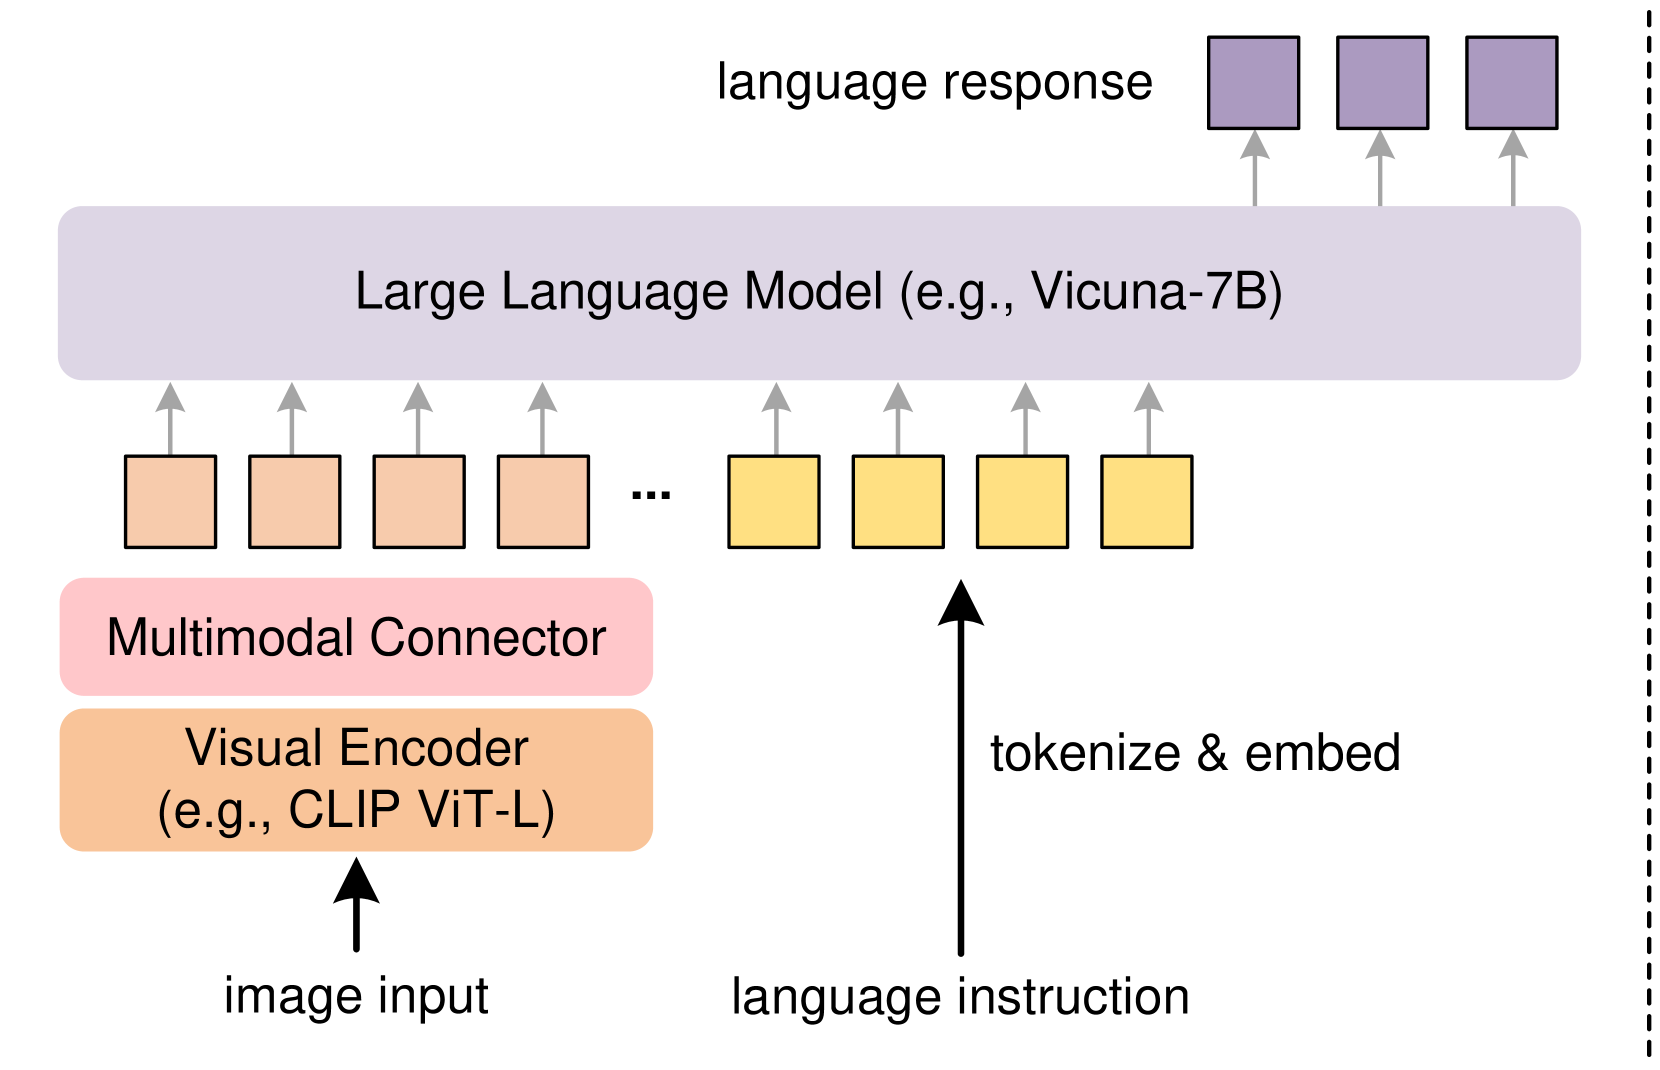 language response
Large Language Model (e.g., Vicuna-7B)
...
Multimodal Connector
Visual Encoder
(e.g., CLIP ViT-L)
tokenize & embed
image input
language instruction